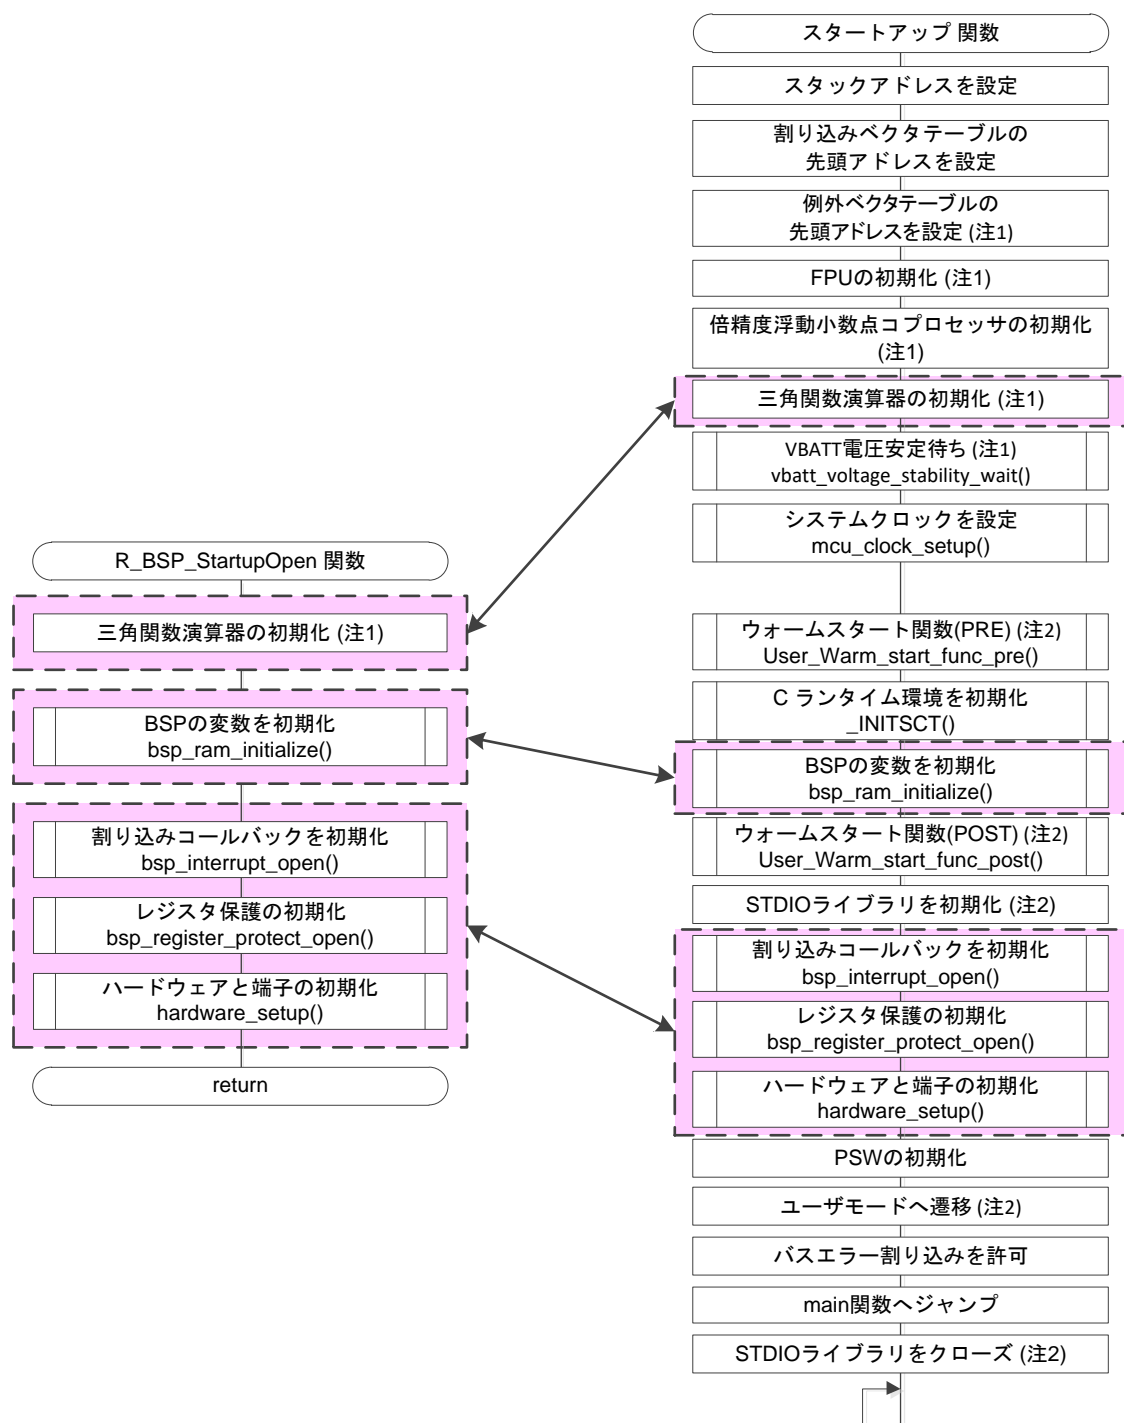 スタートアップ 関数
スタックアドレスを設定
割り込みベクタテーブルの
先頭アドレスを設定
例外ベクタテーブルの
先頭アドレスを設定 (注1)
FPUの初期化 (注1)
倍精度浮動小数点コプロセッサの初期化
(注1)
三角関数演算器の初期化 (注1)
VBATT電圧安定待ち (注1)
vbatt_voltage_stability_wait()
システムクロックを設定
mcu_clock_setup()
ウォームスタート関数(PRE) (注2)
User_Warm_start_func_pre()
C ランタイム環境を初期化
_INITSCT()
BSPの変数を初期化
bsp_ram_initialize()
ウォームスタート関数(POST) (注2)
User_Warm_start_func_post()
STDIOライブラリを初期化 (注2)
割り込みコールバックを初期化
bsp_interrupt_open()
レジスタ保護の初期化
bsp_register_protect_open()
ハードウェアと端子の初期化
hardware_setup()
PSWの初期化
ユーザモードへ遷移 (注2)
バスエラー割り込みを許可
main関数へジャンプ
STDIOライブラリをクローズ (注2)
R_BSP_StartupOpen 関数
三角関数演算器の初期化 (注1)
BSPの変数を初期化
bsp_ram_initialize()
割り込みコールバックを初期化
bsp_interrupt_open()
レジスタ保護の初期化
bsp_register_protect_open()
ハードウェアと端子の初期化
hardware_setup()
return